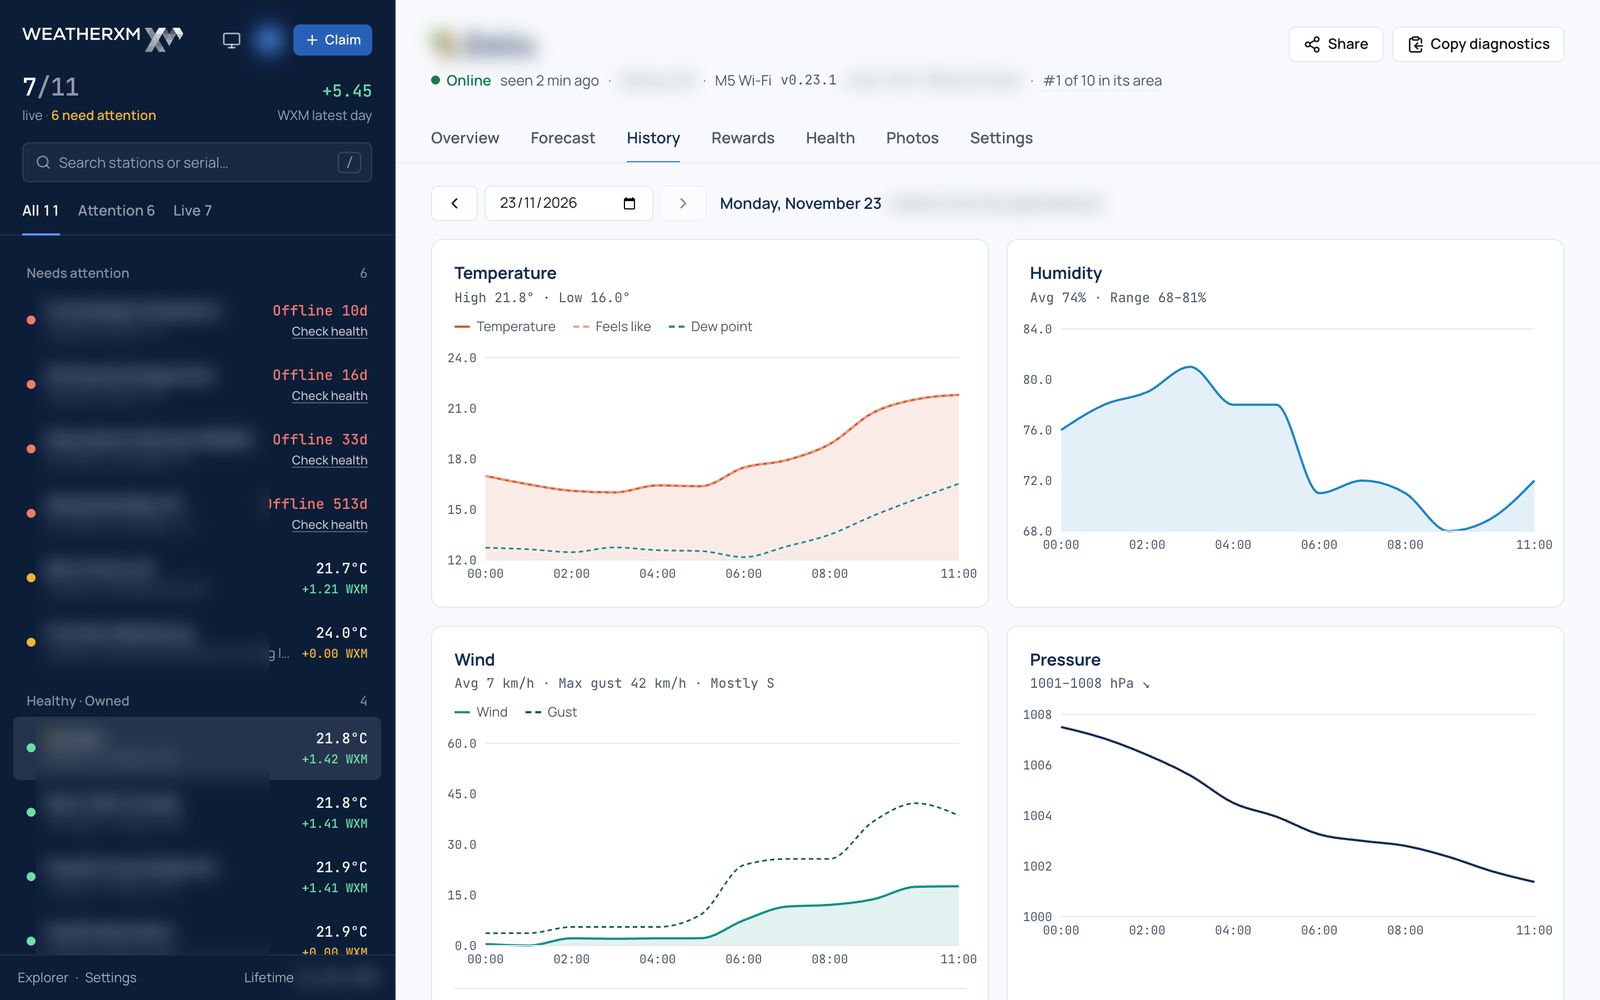 WEATHERXM
+ Claim
7/11
+5.45
live · 6 need attention
WXM latest day
Search stations or serial…
/
All 11
Attention 6
Live 7
Needs attention
6
Offline 10d
Check health
Offline 16d
Check health
Offline 33d
Check health
Offline 513d
Check health
21.7°C
+1.21 WXM
24.0°C
g l… +0.00 WXM
Healthy · Owned
4
21.8°C
+1.42 WXM
21.8°C
+1.41 WXM
21.9°C
+1.41 WXM
21.9°C
+0.00 WXM
Explorer · Settings
Lifetime
Share
Copy diagnostics
Online seen 2 min ago · · M5 Wi-Fi v0.23.1 · #1 of 10 in its area
Overview
Forecast
History
Rewards
Health
Photos
Settings
23/11/2026
Monday, November 23
Temperature
High 21.8° · Low 16.0°
Temperature
Feels like
Dew point
24.0
21.0
18.0
15.0
12.0
00:00 02:00 04:00 06:00 08:00 11:00
Humidity
Avg 74% · Range 68–81%
84.0
80.0
76.0
72.0
68.0
00:00 02:00 04:00 06:00 08:00 11:00
Wind
Avg 7 km/h · Max gust 42 km/h · Mostly S
Wind
Gust
60.0
45.0
30.0
15.0
0.0
00:00 02:00 04:00 06:00 08:00 11:00
Pressure
1001–1008 hPa ↘
1008
1006
1004
1002
1000
00:00 02:00 04:00 06:00 08:00 11:00